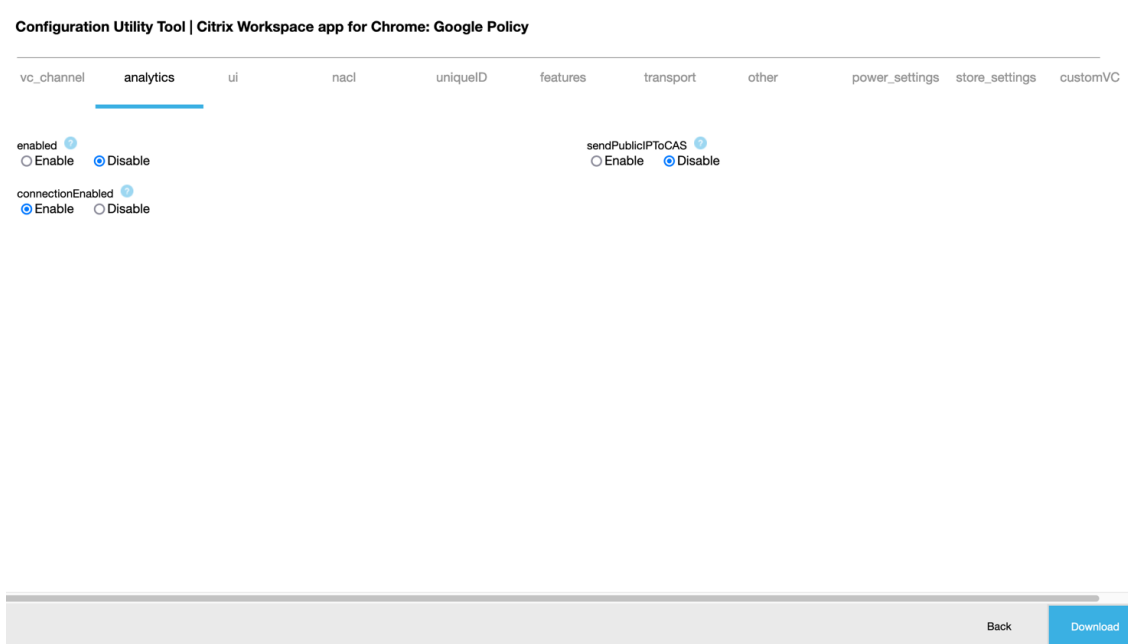 Configuration Utility Tool | Citrix Workspace app for Chrome: Google Policy
vc_channel analytics ui nacl uniqueID features transport other power_settings store_settings customVC
enabled ? sendPublicIPToCAS ?
Enable Disable Enable Disable
connectionEnabled ?
Enable Disable
Back Download